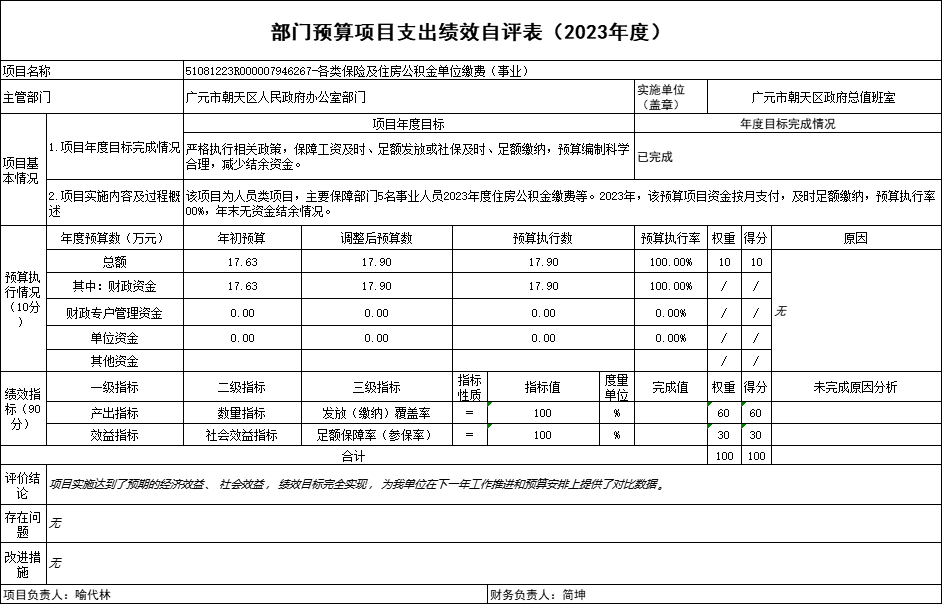 部门预算项目支出绩效自评表（2023年度）
项目名称 51081223R000007946267-各类保险及住房公积金单位缴费（事业）
主管部门 广元市朝天区人民政府办公室部门 实施单位（盖章） 广元市朝天区政府总值班室
项目基本情况 1.项目年度目标完成情况 项目年度目标 年度目标完成情况
严格执行相关政策，保障工资及时、足额发放或社保及时、足额缴纳，预算编制科学
合理，减少结余资金。 已完成
2.项目实施内容及过程概述 该项目为人员类项目，主要保障部门5名事业人员2023年度住房公积金缴费等。2023年，该预算项目资金按月支付，及时足额缴纳，预算执行率
00%，年末无资金结余情况。
预算执行情况（10分） 年度预算数（万元） 年初预算 调整后预算数 预算执行数 预算执行率 权重 得分 原因
总额 17.63 17.90 17.90 100.00% 10 10 无
其中：财政资金 17.63 17.90 17.90 100.00% / /
财政专户管理资金 0.00 0.00 0.00 0.00% / /
单位资金 0.00 0.00 0.00 0.00% / /
其他资金 / /
绩效指标（90分） 一级指标 二级指标 三级指标 指标性质 指标值 度量单位 完成值 权重 得分 未完成原因分析
产出指标 数量指标 发放（缴纳）覆盖率 ＝ 100 % 60 60
效益指标 社会效益指标 足额保障率（参保率） ＝ 100 % 30 30
合计 100 100
评价结论 项目实施达到了预期的经济效益、社会效益，绩效目标完全实现，为我单位在下一年工作推进和预算安排上提供了对比数据。
存在问题 无
改进措施 无
项目负责人：喻代林 财务负责人：简坤